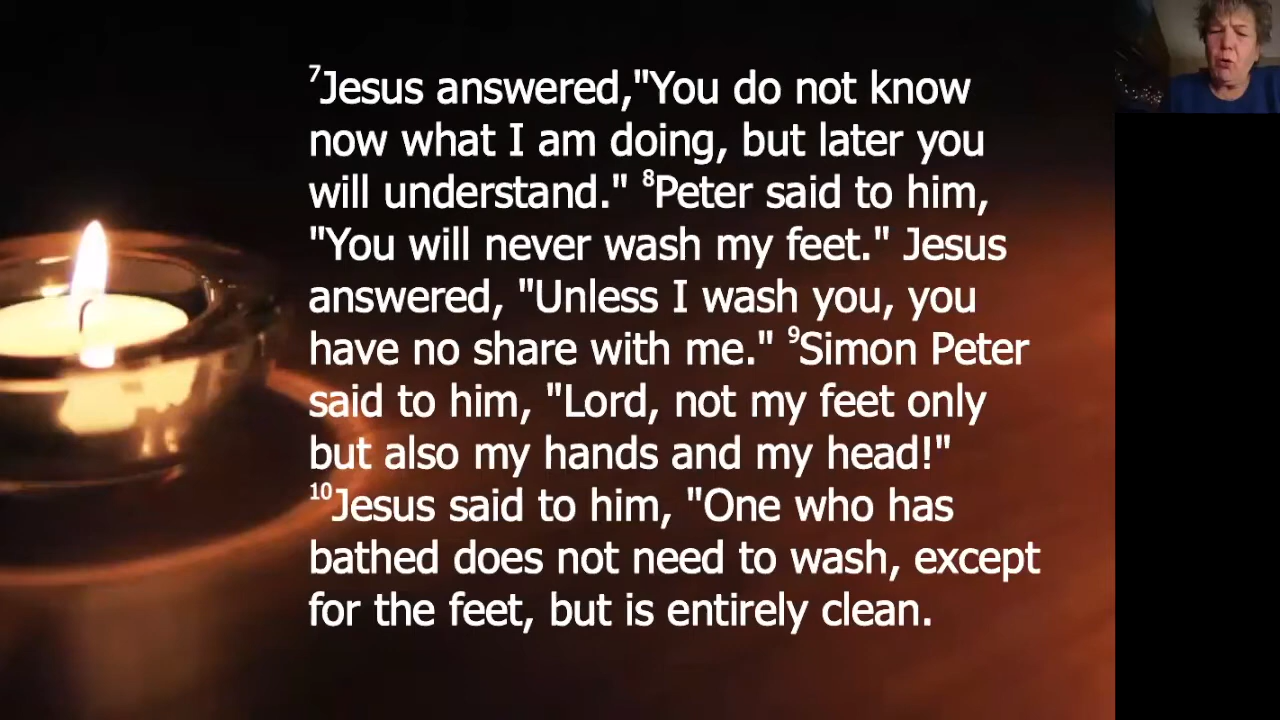 ⁷Jesus answered,"You do not know
now what I am doing, but later you
will understand." ⁸Peter said to him,
"You will never wash my feet." Jesus
answered, "Unless I wash you, you
have no share with me." ⁹Simon Peter
said to him, "Lord, not my feet only
but also my hands and my head!"
¹⁰Jesus said to him, "One who has
bathed does not need to wash, except
for the feet, but is entirely clean.